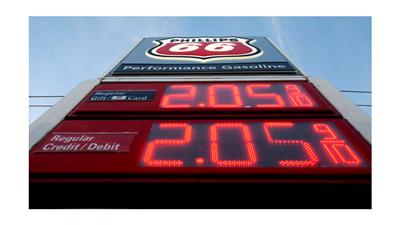 PHILLIPS
66
Performance Gasoline
Regular
Gift/ Card
2.05 9/10
Regular
Credit/Debit
2.05 9/10